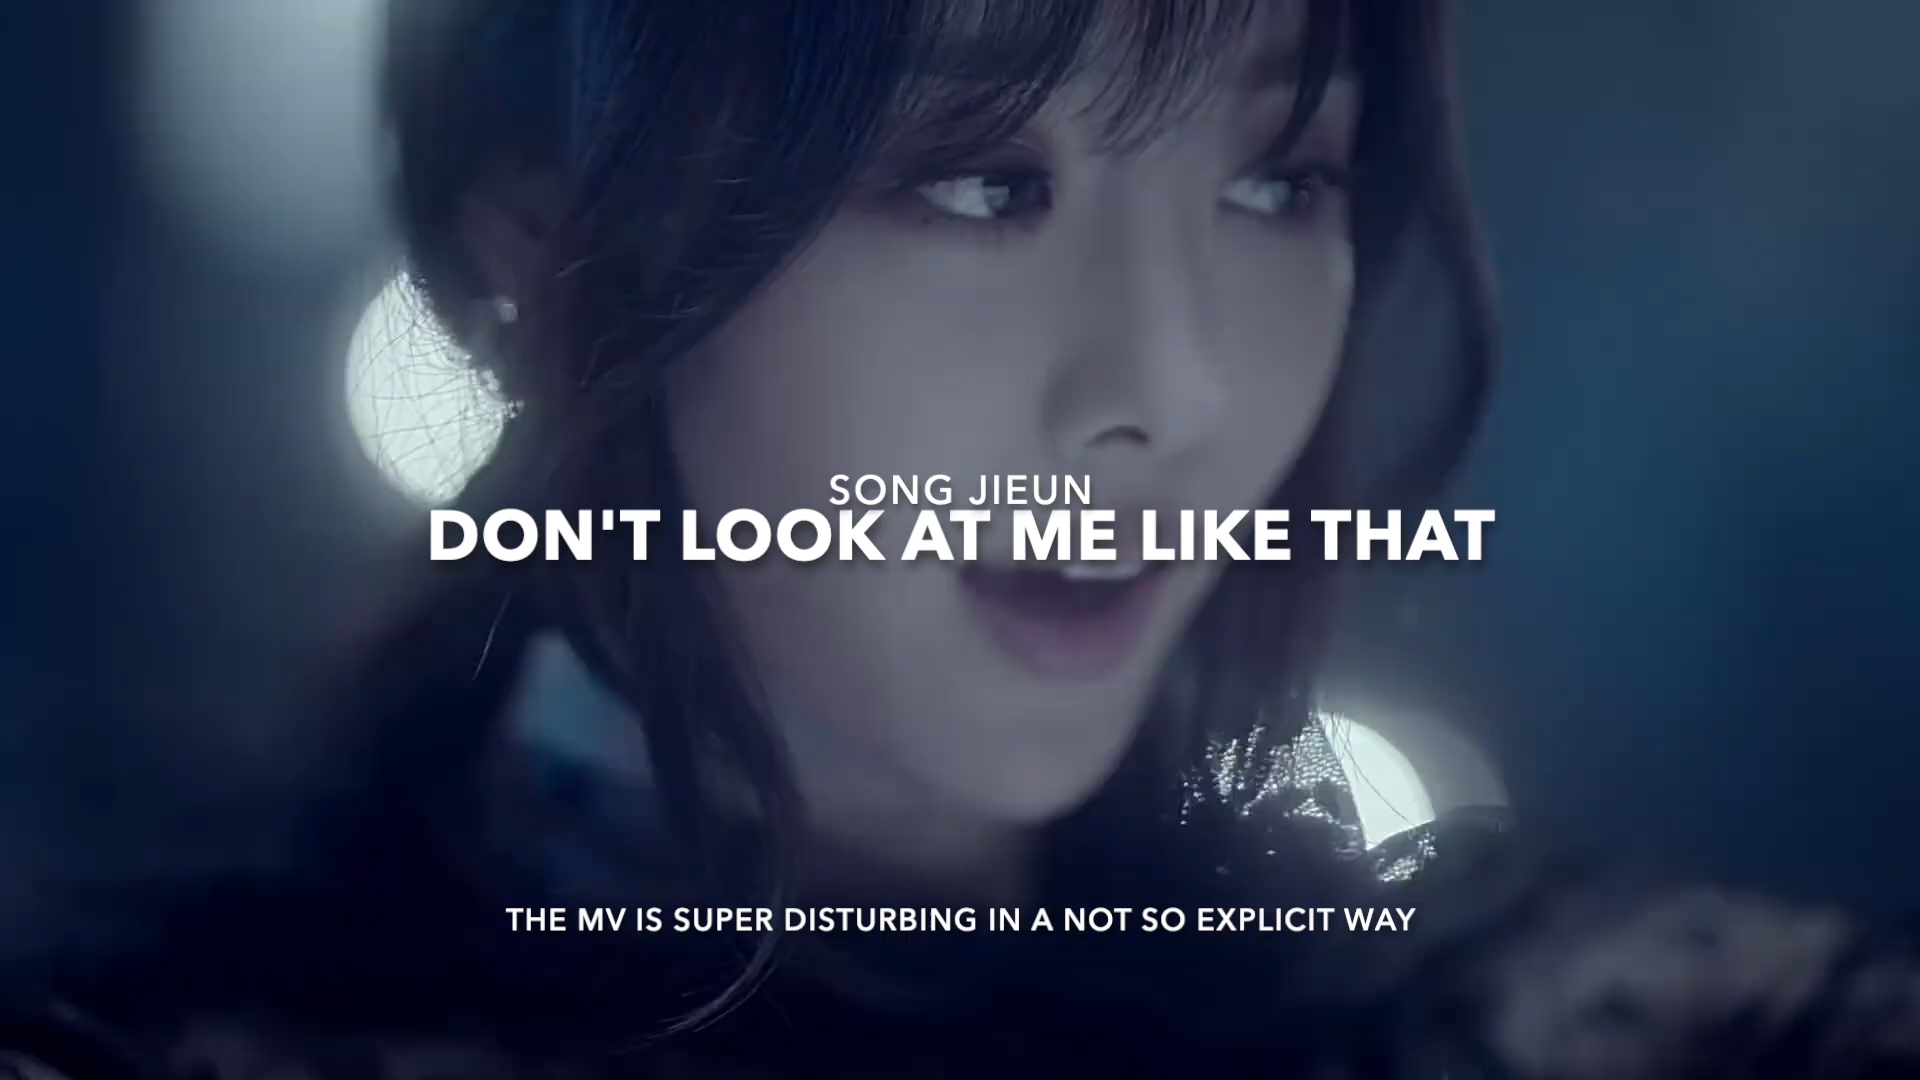 SONG JIEUN
DON'T LOOK AT ME LIKE THAT
THE MV IS SUPER DISTURBING IN A NOT SO EXPLICIT WAY